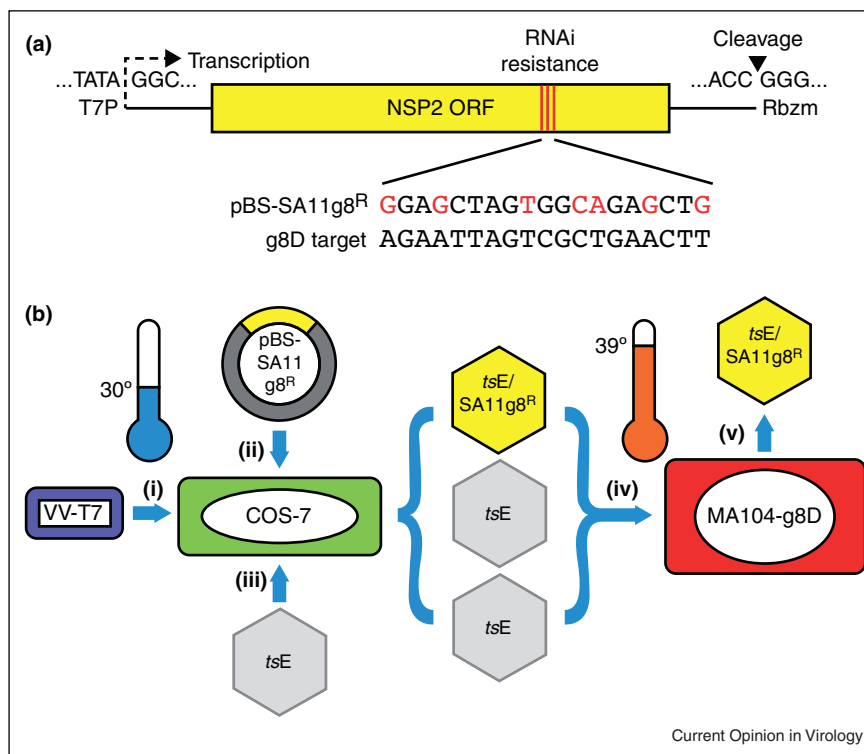 (a)
RNAi resistance
Cleavage
Transcription
...TATA GGC...
...ACC GGG...
T7P
NSP2 ORF
Rbzm
pBS-SA11g8R GGAGCTAGTGGCAGAGCTG
g8D target AGAATTAGTCGCTGAACTT
(b)
30º
pBS-
SA11
g8R
(ii)
VV-T7
(i)
COS-7
(iii)
tsE
tsE/
SA11g8R
tsE
tsE
39º
(iv)
tsE/
SA11g8R
(v)
MA104-g8D
Current Opinion in Virology